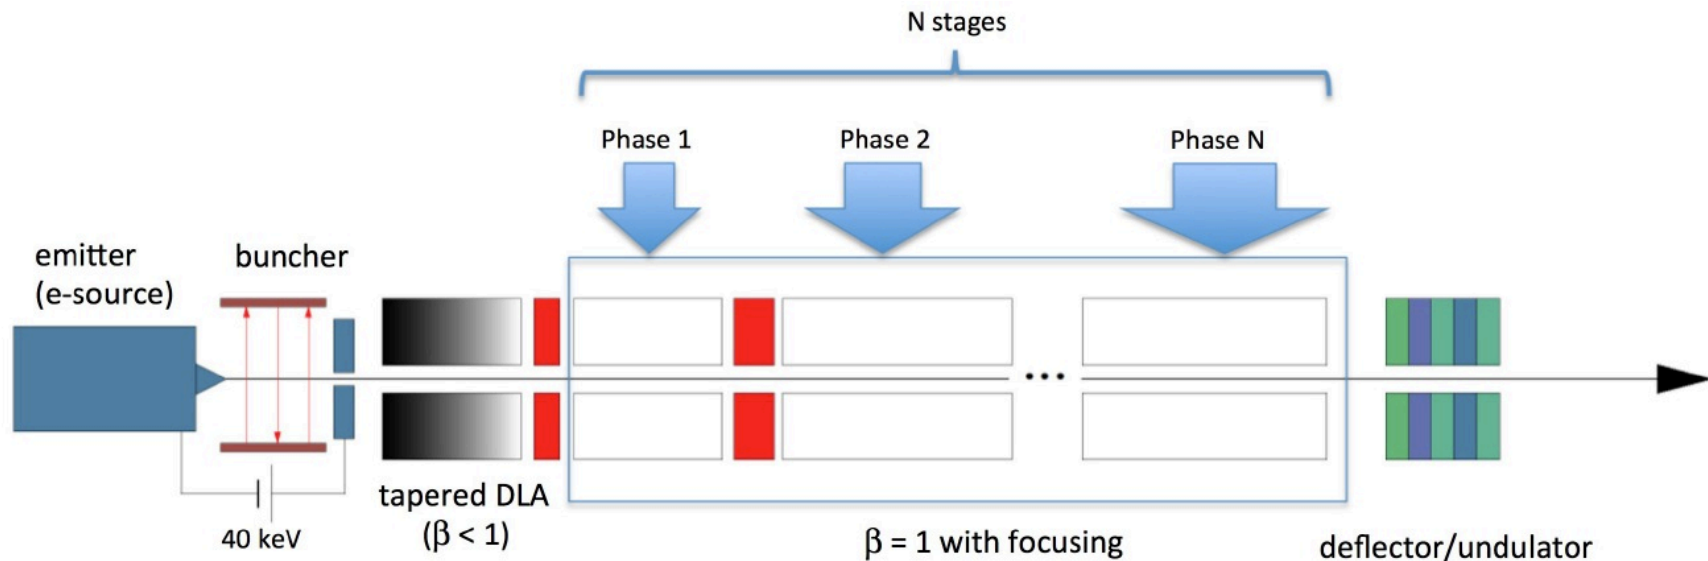 N stages
Phase 1
Phase 2
Phase N
emitter
(e-source)
buncher
40 keV
tapered DLA
(β < 1)
...
β = 1 with focusing
deflector/undulator